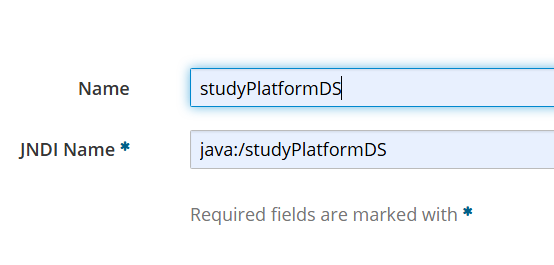 Name studyPlatformDS
JNDI Name * java:/studyPlatformDS
Required fields are marked with *